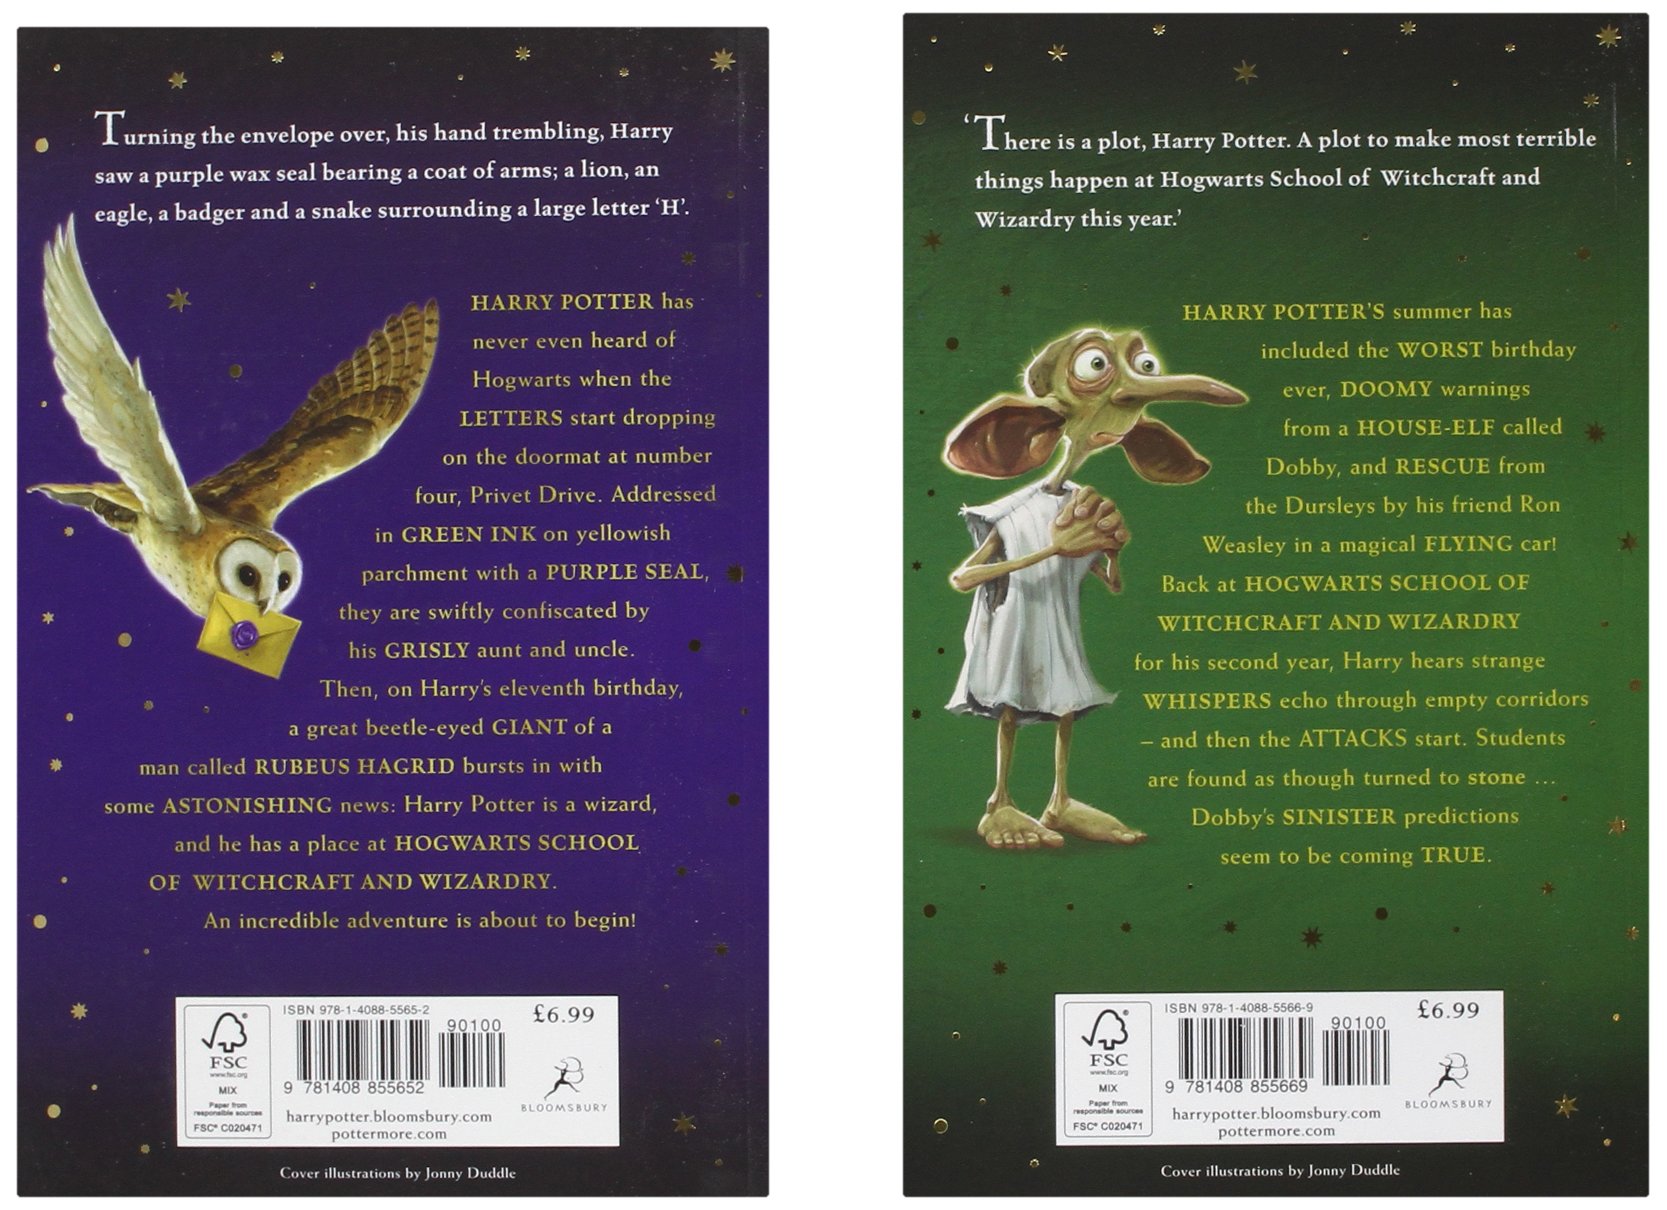 Turning the envelope over, his hand trembling, Harry
saw a purple wax seal bearing a coat of arms; a lion, an
eagle, a badger and a snake surrounding a large letter ‘H’.
HARRY POTTER has
never even heard of
Hogwarts when the
LETTERS start dropping
on the doormat at number
four, Privet Drive. Addressed
in GREEN INK on yellowish
parchment with a PURPLE SEAL,
they are swiftly confiscated by
his GRISLY aunt and uncle.
Then, on Harry’s eleventh birthday,
a great beetle-eyed GIANT of a
man called RUBEUS HAGRID bursts in with
some ASTONISHING news: Harry Potter is a wizard,
and he has a place at HOGWARTS SCHOOL
OF WITCHCRAFT AND WIZARDRY.
An incredible adventure is about to begin!
FSC
www.fsc.org
MIX
Paper from
responsible sources
FSC® C020471
ISBN 978-1-4088-5565-2
90100
9 781408 855652
£6.99
BLOOMSBURY
harrypotter.bloomsbury.com
pottermore.com
Cover illustrations by Jonny Duddle
‘There is a plot, Harry Potter. A plot to make most terrible
things happen at Hogwarts School of Witchcraft and
Wizardry this year.’
HARRY POTTER’S summer has
included the WORST birthday
ever, DOOMY warnings
from a HOUSE-ELF called
Dobby, and RESCUE from
the Dursleys by his friend Ron
Weasley in a magical FLYING car!
Back at HOGWARTS SCHOOL OF
WITCHCRAFT AND WIZARDRY
for his second year, Harry hears strange
WHISPERS echo through empty corridors
– and then the ATTACKS start. Students
are found as though turned to stone ...
Dobby’s SINISTER predictions
seem to be coming TRUE.
FSC
www.fsc.org
MIX
Paper from
responsible sources
FSC® C020471
ISBN 978-1-4088-5566-9
90100
9 781408 855669
£6.99
BLOOMSBURY
harrypotter.bloomsbury.com
pottermore.com
Cover illustrations by Jonny Duddle